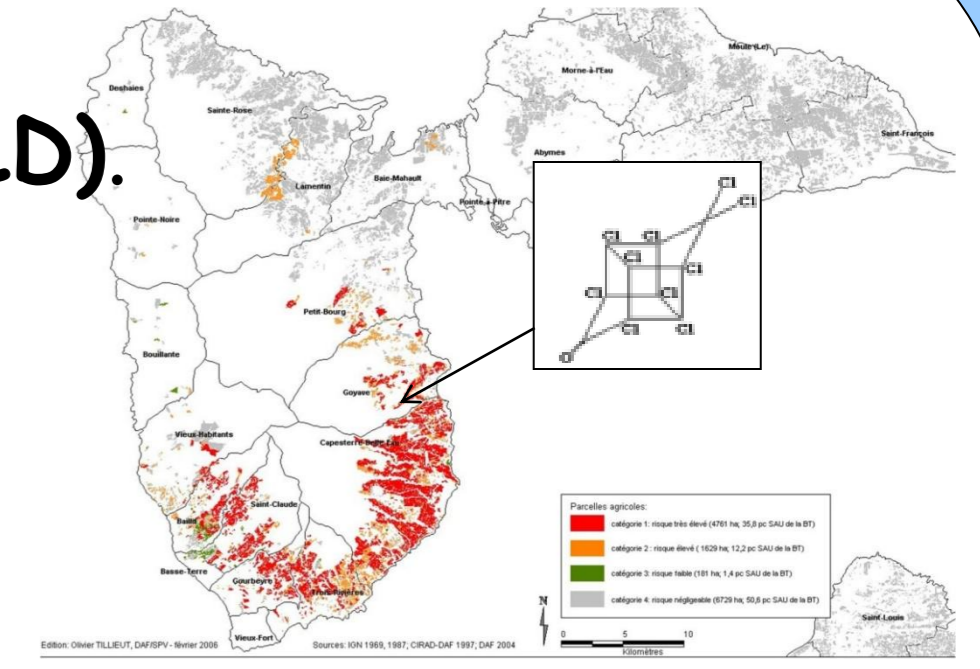 LD).
Deshaies
Sainte-Rose
Lamentin
Baie-Mahault
Pointe-à-Pitre
Morne-à-l'Eau
Moule (Le)
Abymes
Saint-François
Pointe-Noire
Petit-Bourg
Bouillante
Goyave
Vieux-Habitants
Capesterre-Belle-Eau
Saint-Claude
Baillif
Basse-Terre
Gourbeyre
Trois-Rivières
Vieux-Fort
Saint-Louis
Cl
Cl
Cl Cl
Cl
Cl
Cl Cl
Cl Cl
O
Parcelles agricoles:
catégorie 1: risque très élevé (4761 ha; 35,8 pc SAU de la BT)
catégorie 2 : risque élevé ( 1629 ha; 12,2 pc SAU de la BT)
catégorie 3: risque faible (181 ha; 1,4 pc SAU de la BT)
catégorie 4: risque négligeable (6729 ha; 50,6 pc SAU de la BT)
N
0 5 10
Kilomètres
Edition: Olivier TILLIEUT, DAF/SPV - février 2006
Sources: IGN 1969, 1987; CIRAD-DAF 1997; DAF 2004